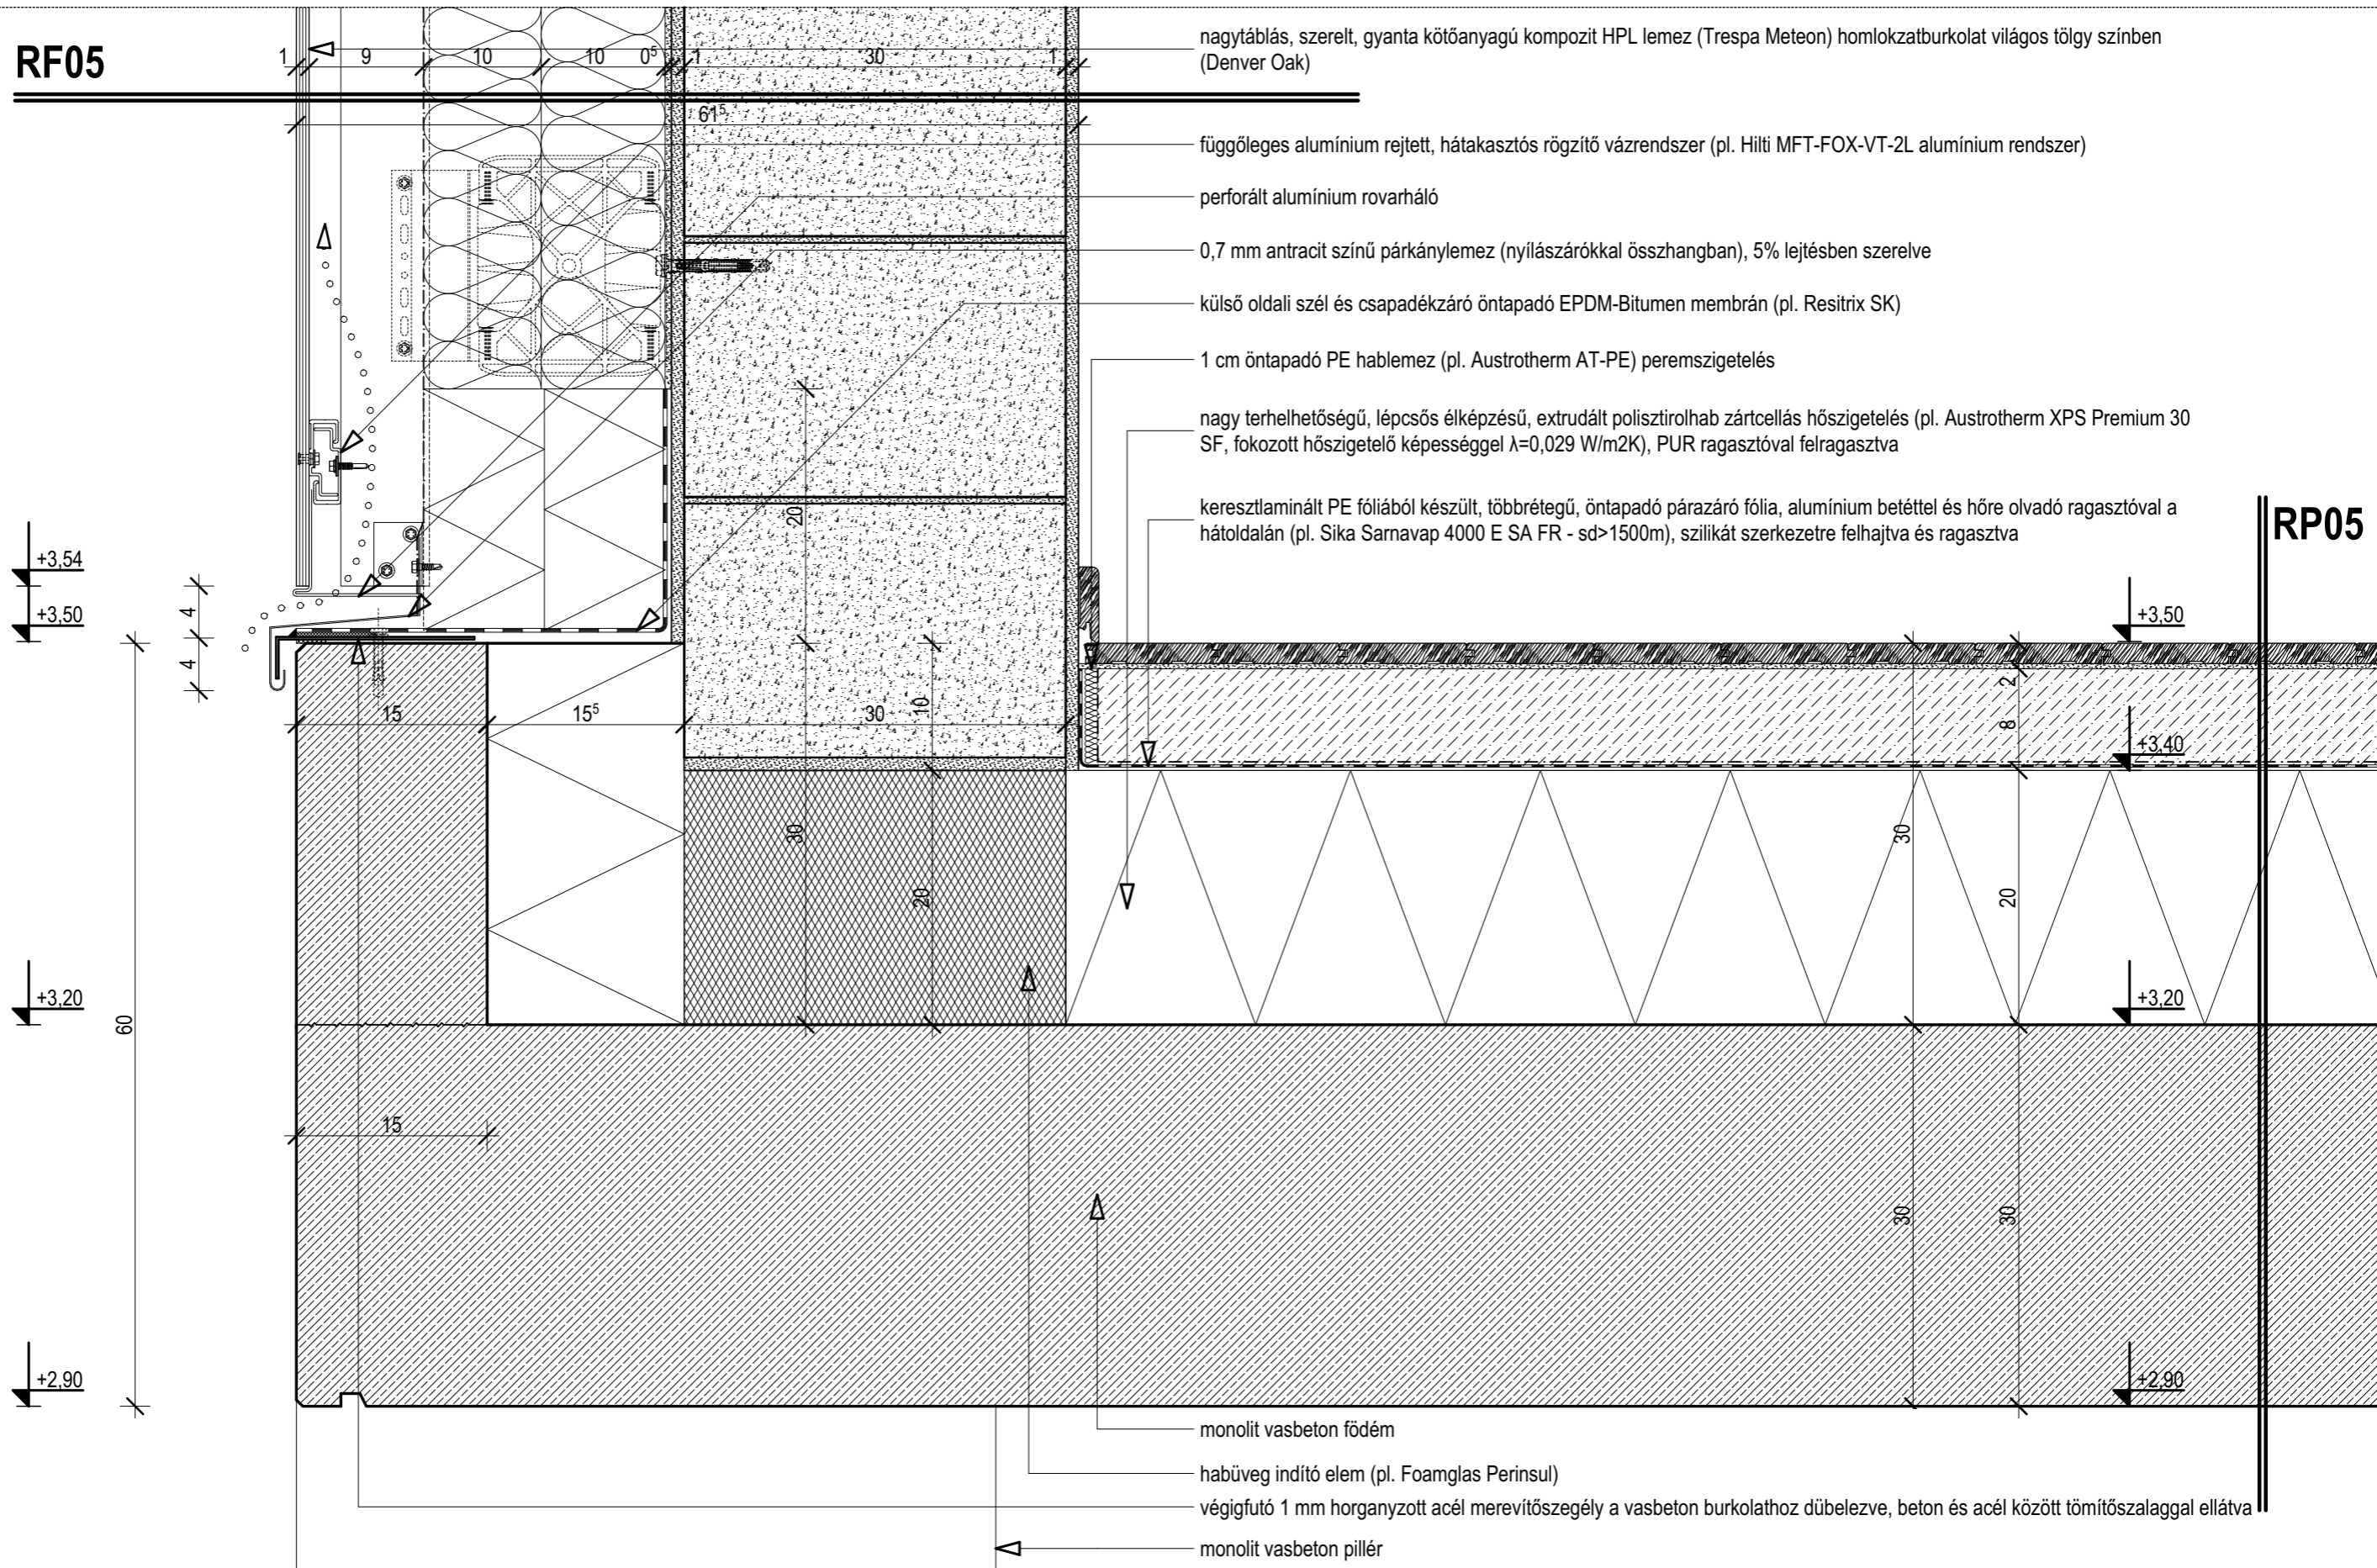 RF05
1 9 10 10 0⁵ 1 30 1
61⁵
nagytáblás, szerelt, gyanta kötőanyagú kompozit HPL lemez (Trespa Meteon) homlokzatburkolat világos tölgy színben
(Denver Oak)
függőleges alumínium rejtett, hátakasztós rögzítő vázrendszer (pl. Hilti MFT-FOX-VT-2L alumínium rendszer)
perforált alumínium rovarháló
0,7 mm antracit színű párkánylemez (nyílászárókkal összhangban), 5% lejtésben szerelve
külső oldali szél és csapadékzáró öntapadó EPDM-Bitumen membrán (pl. Resitrix SK)
1 cm öntapadó PE hablemez (pl. Austrotherm AT-PE) peremszigetelés
nagy terhelhetőségű, lépcsős élképzésű, extrudált polisztirolhab zártcellás hőszigetelés (pl. Austrotherm XPS Premium 30
SF, fokozott hőszigetelő képességgel λ=0,029 W/m2K), PUR ragasztóval felragasztva
keresztlaminált PE fóliából készült, többrétegű, öntapadó párazáró fólia, alumínium betéttel és hőre olvadó ragasztóval a
hátoldalán (pl. Sika Sarnavap 4000 E SA FR - sd>1500m), szilikát szerkezetre felhajtva és ragasztva
RP05
20
+3,54
+3,50
4
4
+3,50
2
8
+3,40
15 15⁵ 30
10
30
20
30
20
+3,20
+3,20
60
15
30
30
+2,90
+2,90
monolit vasbeton födém
habüveg indító elem (pl. Foamglas Perinsul)
végigfutó 1 mm horganyzott acél merevítőszegély a vasbeton burkolathoz dübelezve, beton és acél között tömítőszalaggal ellátva
monolit vasbeton pillér